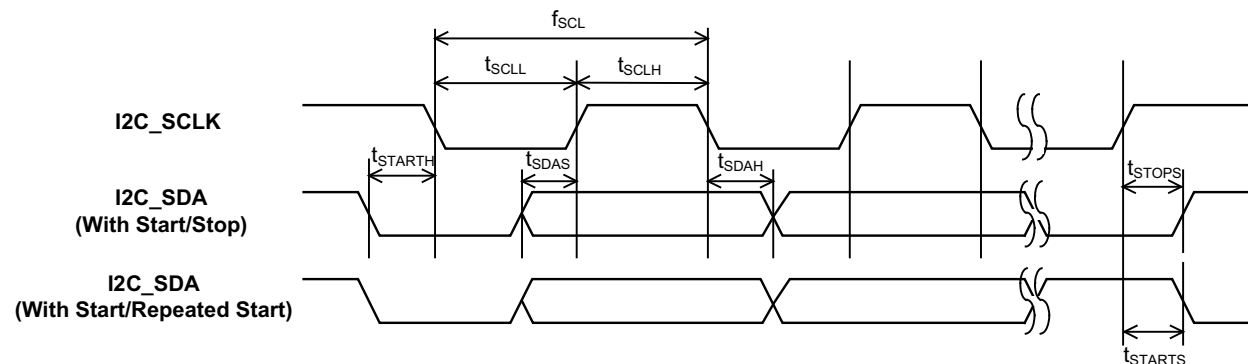 fSCL
tSCLL tSCLH
I2C_SCLK
tSTARTH tSDAS tSDAH tSTOPS
I2C_SDA
(With Start/Stop)
I2C_SDA
(With Start/Repeated Start)
tSTARTS